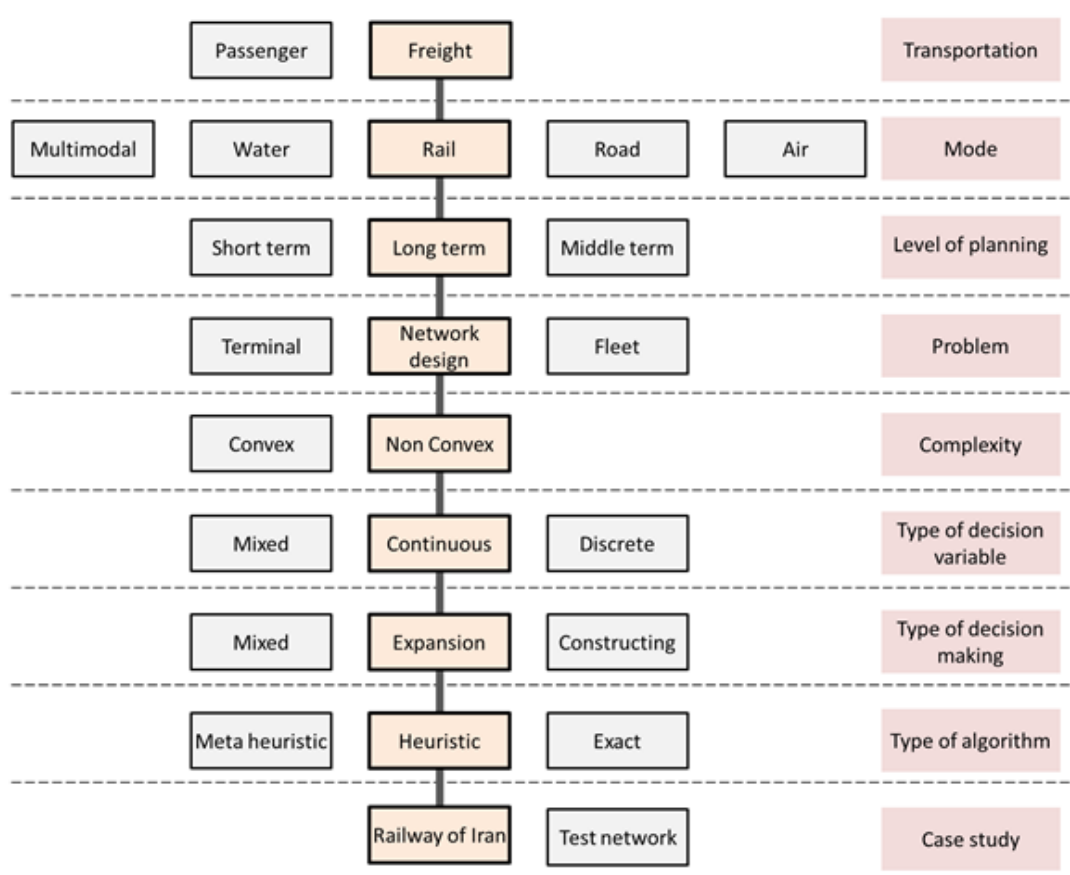 Passenger
Freight
Transportation
Multimodal
Water
Rail
Road
Air
Mode
Short term
Long term
Middle term
Level of planning
Terminal
Network
design
Fleet
Problem
Convex
Non Convex
Complexity
Mixed
Continuous
Discrete
Type of decision
variable
Mixed
Expansion
Constructing
Type of decision
making
Meta heuristic
Heuristic
Exact
Type of algorithm
Railway of Iran
Test network
Case study